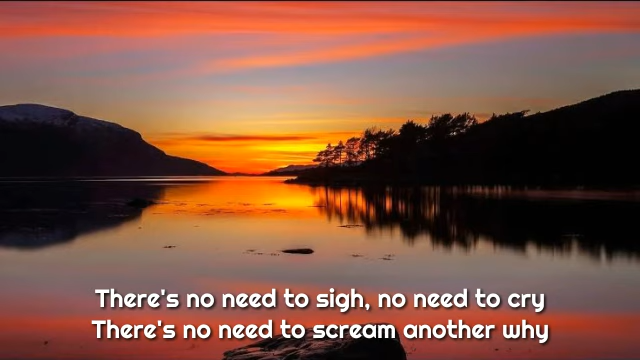 There's no need to sigh, no need to cry
There's no need to scream another why